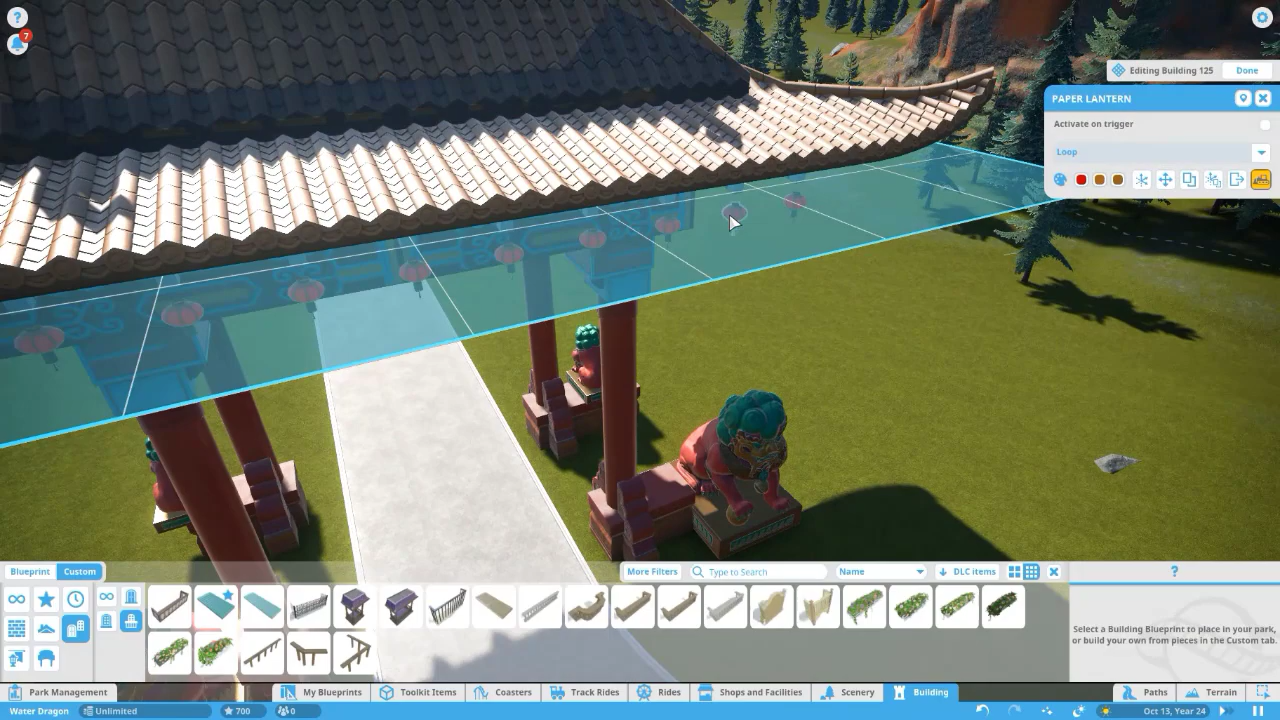 ?
7
Editing Building 125
Done
PAPER LANTERN
Activate on trigger
Loop
Blueprint
Custom
More Filters
Type to Search
Name
DLC items
?
Select a Building Blueprint to place in your park,
or build your own from pieces in the Custom tab.
Park Management
My Blueprints
Toolkit Items
Coasters
Track Rides
Rides
Shops and Facilities
Scenery
Building
Paths
Terrain
Water Dragon
Unlimited
700
0
Oct 13, Year 24